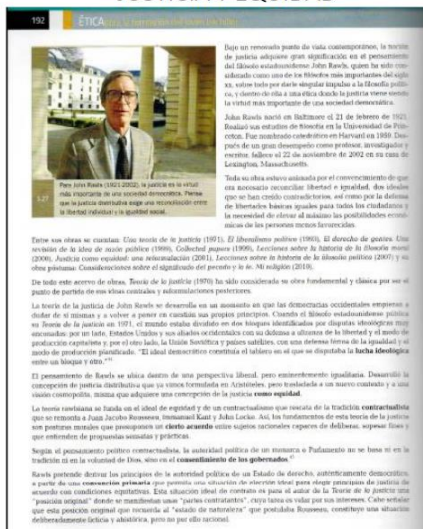 JUSTICIA Y EQUIDAD
192 ÉTICA para la formación del
Bajo un renovado punto de vista contemporáneo, la noción
de justicia adquiere gran significación en el pensamiento
del filósofo estadounidense John Rawls, quien ha sido con-
siderado como uno de los filósofos más importantes del siglo
xx, sobre todo por darle singular impulso a la filosofía políti-
ca, y dentro de ella a una ética donde la justicia viene siendo
la virtud más importante de una sociedad democrática.
John Rawls nació en Baltimore el 21 de febrero de 1921.
Realizó sus estudios de filosofía en la Universidad de Prin-
ceton. Fue nombrado catedrático en Harvard en Des-
pués de un gran desempeño como profesor, investigador y
escritor, fallece el 22 de noviembre de 2002 en su casa de
Lexington, Massachusetts.
Toda su obra estuvo animada por el convencimiento de que
era necesario reconciliar libertad e igualdad, dos ideales
que se han creído contradictorios, así como por la defensa
de libertades básicas iguales para todos los ciudadanos y
la necesidad de elevar al máximo las posibilidades econó-
micas de las personas menos favorecidas.
Para John Rawls (1921-2002), la justicia es la virtud
más importante de una sociedad democrática. Piensa
que la justicia distributiva exige una reconciliación entre
la libertad individual y la igualdad social.
Entre sus obras se cuentan: Una teoría de la justicia (1971), El liberalismo político (1993), El derecho de gentes. Una
revisión de la idea de razón pública (1999), Collected papers (1999), Lecciones sobre la historia de la filosofía moral
(2000), Justicia como equidad: una reformulación (2001), Lecciones sobre la historia de la filosofía política (2007) y su
obra póstuma: Consideraciones sobre el significado del pecado y la fe. Mi religión (2010).
De todo este acervo de obras, Teoría de la justicia (1970) ha sido considerada su obra fundamental y clásica por ser el
punto de partida de sus ideas centrales y reformulaciones posteriores.
La teoría de la justicia de John Rawls se desarrolla en un momento en que las democracias occidentales empiezan a
dudar de sí mismas y a volver a poner en cuestión sus propios principios. Cuando el filósofo estadounidense publica
su Teoría de la justicia en 1971, el mundo estaba dividido en dos bloques identificados por disputas ideológicas muy
enconadas: por un lado, Estados Unidos y sus aliados occidentales con su defensa a ultranza de la libertad y el modo de
producción capitalista y, por el otro lado, la Unión Soviética y países satélites, con una defensa férrea de la igualdad y el
modo de producción planificado. "El ideal democrático constituía el tablero en el que se disputaba la lucha ideológica
entre un bloque y otro."
El pensamiento de Rawls se ubica dentro de una perspectiva liberal, pero eminentemente igualitaria. Desarrolló la
concepción de justicia distributiva que ya vimos formulada en Aristóteles, pero trasladada a un nuevo contexto y a una
visión cosmopolita, misma que adquiere una concepción de la justicia como equidad.
La teoría rawlsiana se funda en el ideal de equidad y de un contractualismo que rescata de la tradición contractualista
que se remonta a Juan Jacobo Rousseau, Immanuel Kant y John Locke. Así, los fundamentos de esta teoría de la justicia
son posturas morales que presuponen un cierto acuerdo entre sujetos racionales capaces de deliberar, sopesar fines y
que entienden de propuestas sensatas y prácticas.
Según el pensamiento político contractualista, la autoridad política de un monarca o Parlamento no se basa ni en la
tradición ni en la voluntad de Dios, sino en el consentimiento de los gobernados.
Rawls pretende derivar los principios de la autoridad política de un Estado de derecho, auténticamente democrático,
a partir de una convención primaria que permita una situación de elección ideal para elegir principios de justicia de
acuerdo con condiciones equitativas. Esta situación ideal de contrato es para el autor de la Teoría de la justicia una
"posición original" donde se manifiestan unas "partes contratantes", cuya tarea es velar por sus intereses. Cabe señalar
que esta posición original que recuerda al "estado de naturaleza" que postulaba Rousseau, constituye una situación
deliberadamente ficticia y ahistórica, pero no por ello racional.